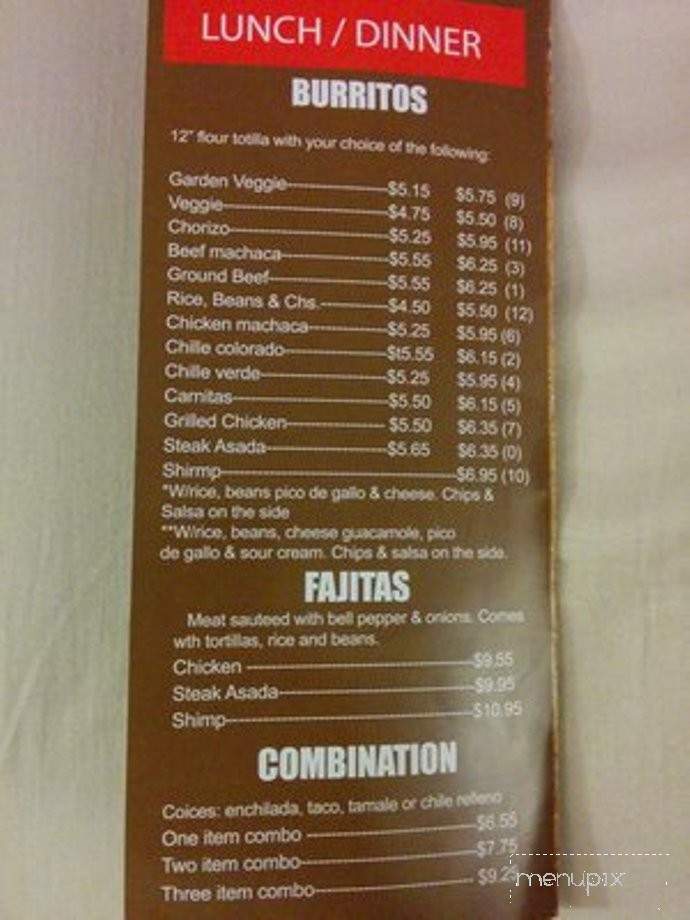 LUNCH / DINNER
BURRITOS
12" flour totilla with your choice of the following:
Garden Veggie $5.15 $5.75 (9)
Veggie $4.75 $5.50 (8)
Chorizo $5.25 $5.95 (11)
Beef machaca $5.55 $6.25 (3)
Ground Beef $5.55 $6.25 (1)
Rice, Beans & Chs. $4.50 $5.50 (12)
Chicken machaca $5.25 $5.95 (6)
Chille colorado $t5.55 $6.15 (2)
Chille verde $5.25 $5.95 (4)
Carnitas $5.50 $6.15 (5)
Grilled Chicken $5.50 $6.35 (7)
Steak Asada $5.65 $6.35 (0)
Shirmp $6.95 (10)
*W/rice, beans pico de gallo & cheese. Chips &
Salsa on the side
**W/rice, beans, cheese guacamole, pico
de gallo & sour cream. Chips & salsa on the side.
FAJITAS
Meat sauteed with bell pepper & onions. Comes
wth tortillas, rice and beans.
Chicken $9.55
Steak Asada $9.95
Shimp $10.95
COMBINATION
Coices: enchilada, taco, tamale or chile relleno
One item combo $6.55
Two item combo $7.75
Three item combo $9.25
menupix